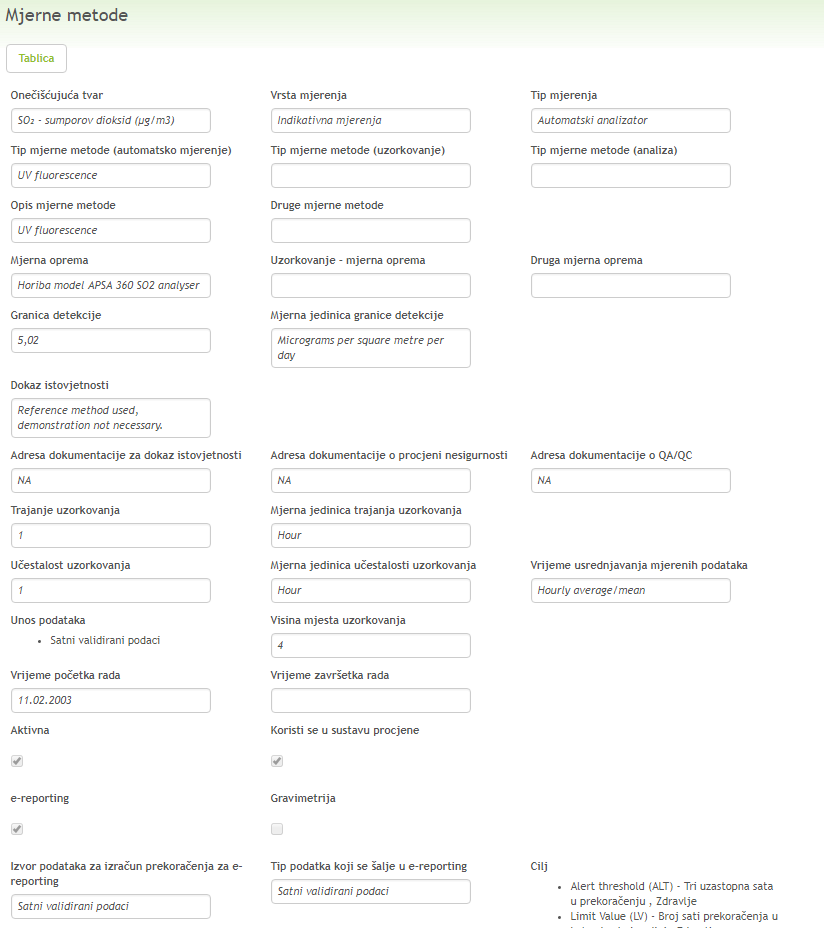 Mjerne metode
Tablica
Onečišćujuća tvar
SO₂ - sumporov dioksid (µg/m3)
Vrsta mjerenja
Indikativna mjerenja
Tip mjerenja
Automatski analizator
Tip mjerne metode (automatsko mjerenje)
UV fluorescence
Tip mjerne metode (uzorkovanje)
Tip mjerne metode (analiza)
Opis mjerne metode
UV fluorescence
Druge mjerne metode
Mjerna oprema
Horiba model APSA 360 SO2 analyser
Uzorkovanje - mjerna oprema
Druga mjerna oprema
Granica detekcije
5,02
Mjerna jedinica granice detekcije
Micrograms per square metre per
day
Dokaz istovjetnosti
Reference method used,
demonstration not necessary.
Adresa dokumentacije za dokaz istovjetnosti
NA
Adresa dokumentacije o procjeni nesigurnosti
NA
Adresa dokumentacije o QA/QC
NA
Trajanje uzorkovanja
1
Mjerna jedinica trajanja uzorkovanja
Hour
Učestalost uzorkovanja
1
Mjerna jedinica učestalosti uzorkovanja
Hour
Vrijeme usrednjavanja mjerenih podataka
Hourly average/mean
Unos podataka
• Satni validirani podaci
Visina mjesta uzorkovanja
4
Vrijeme početka rada
11.02.2003
Vrijeme završetka rada
Aktivna
Koristi se u sustavu procjene
e-reporting
Gravimetrija
Izvor podataka za izračun prekoračenja za e-
reporting
Satni validirani podaci
Tip podatka koji se šalje u e-reporting
Satni validirani podaci
Cilj
• Alert threshold (ALT) - Tri uzastopna sata
u prekoračenju , Zdravlje
• Limit Value (LV) - Broj sati prekoračenja u